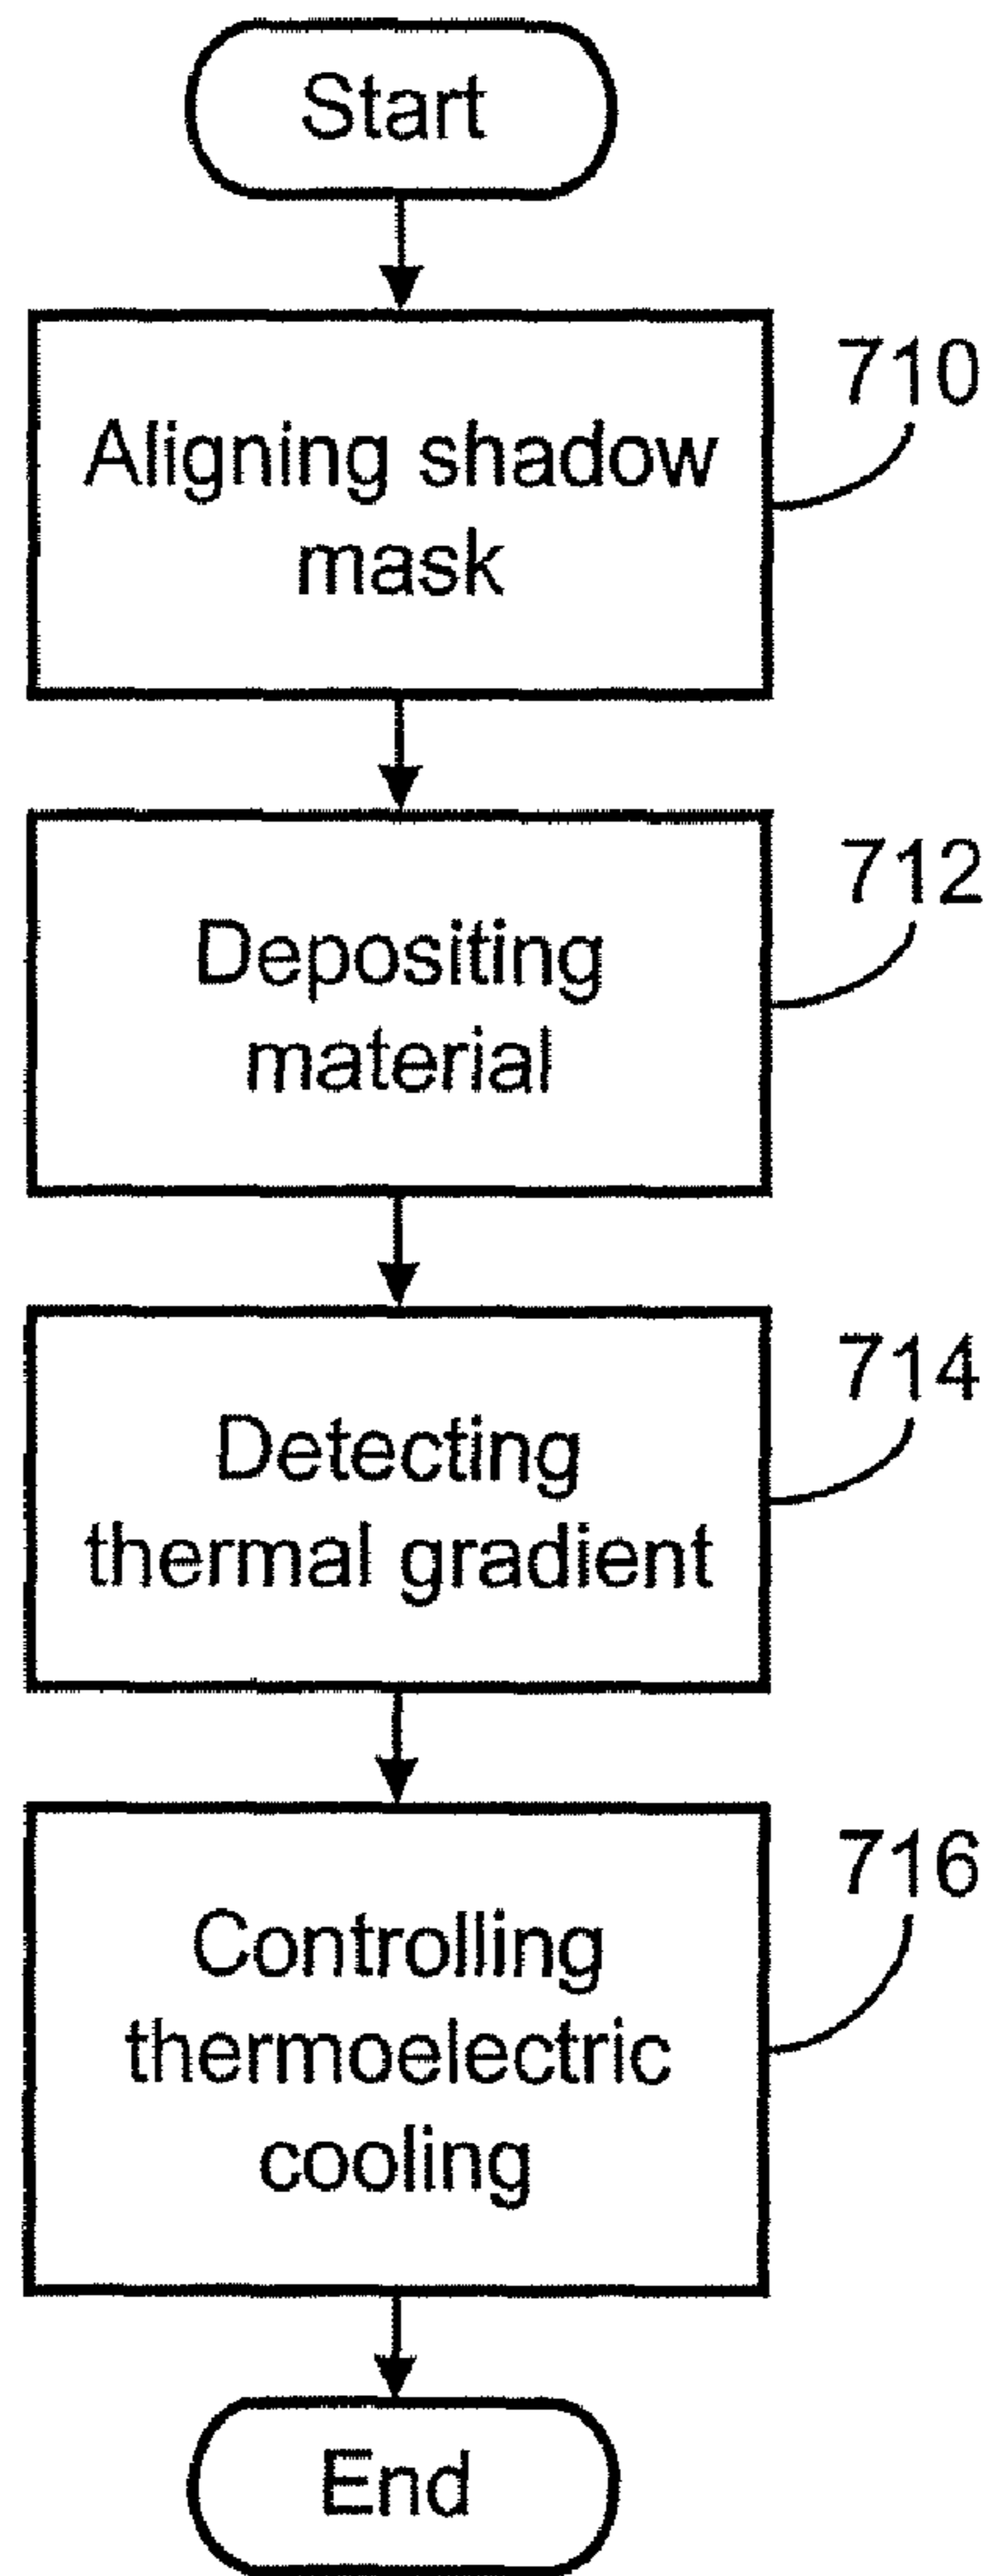 Start
710
Aligning shadow
mask
712
Depositing
material
714
Detecting
thermal gradient
716
Controlling
thermoelectric
cooling
End